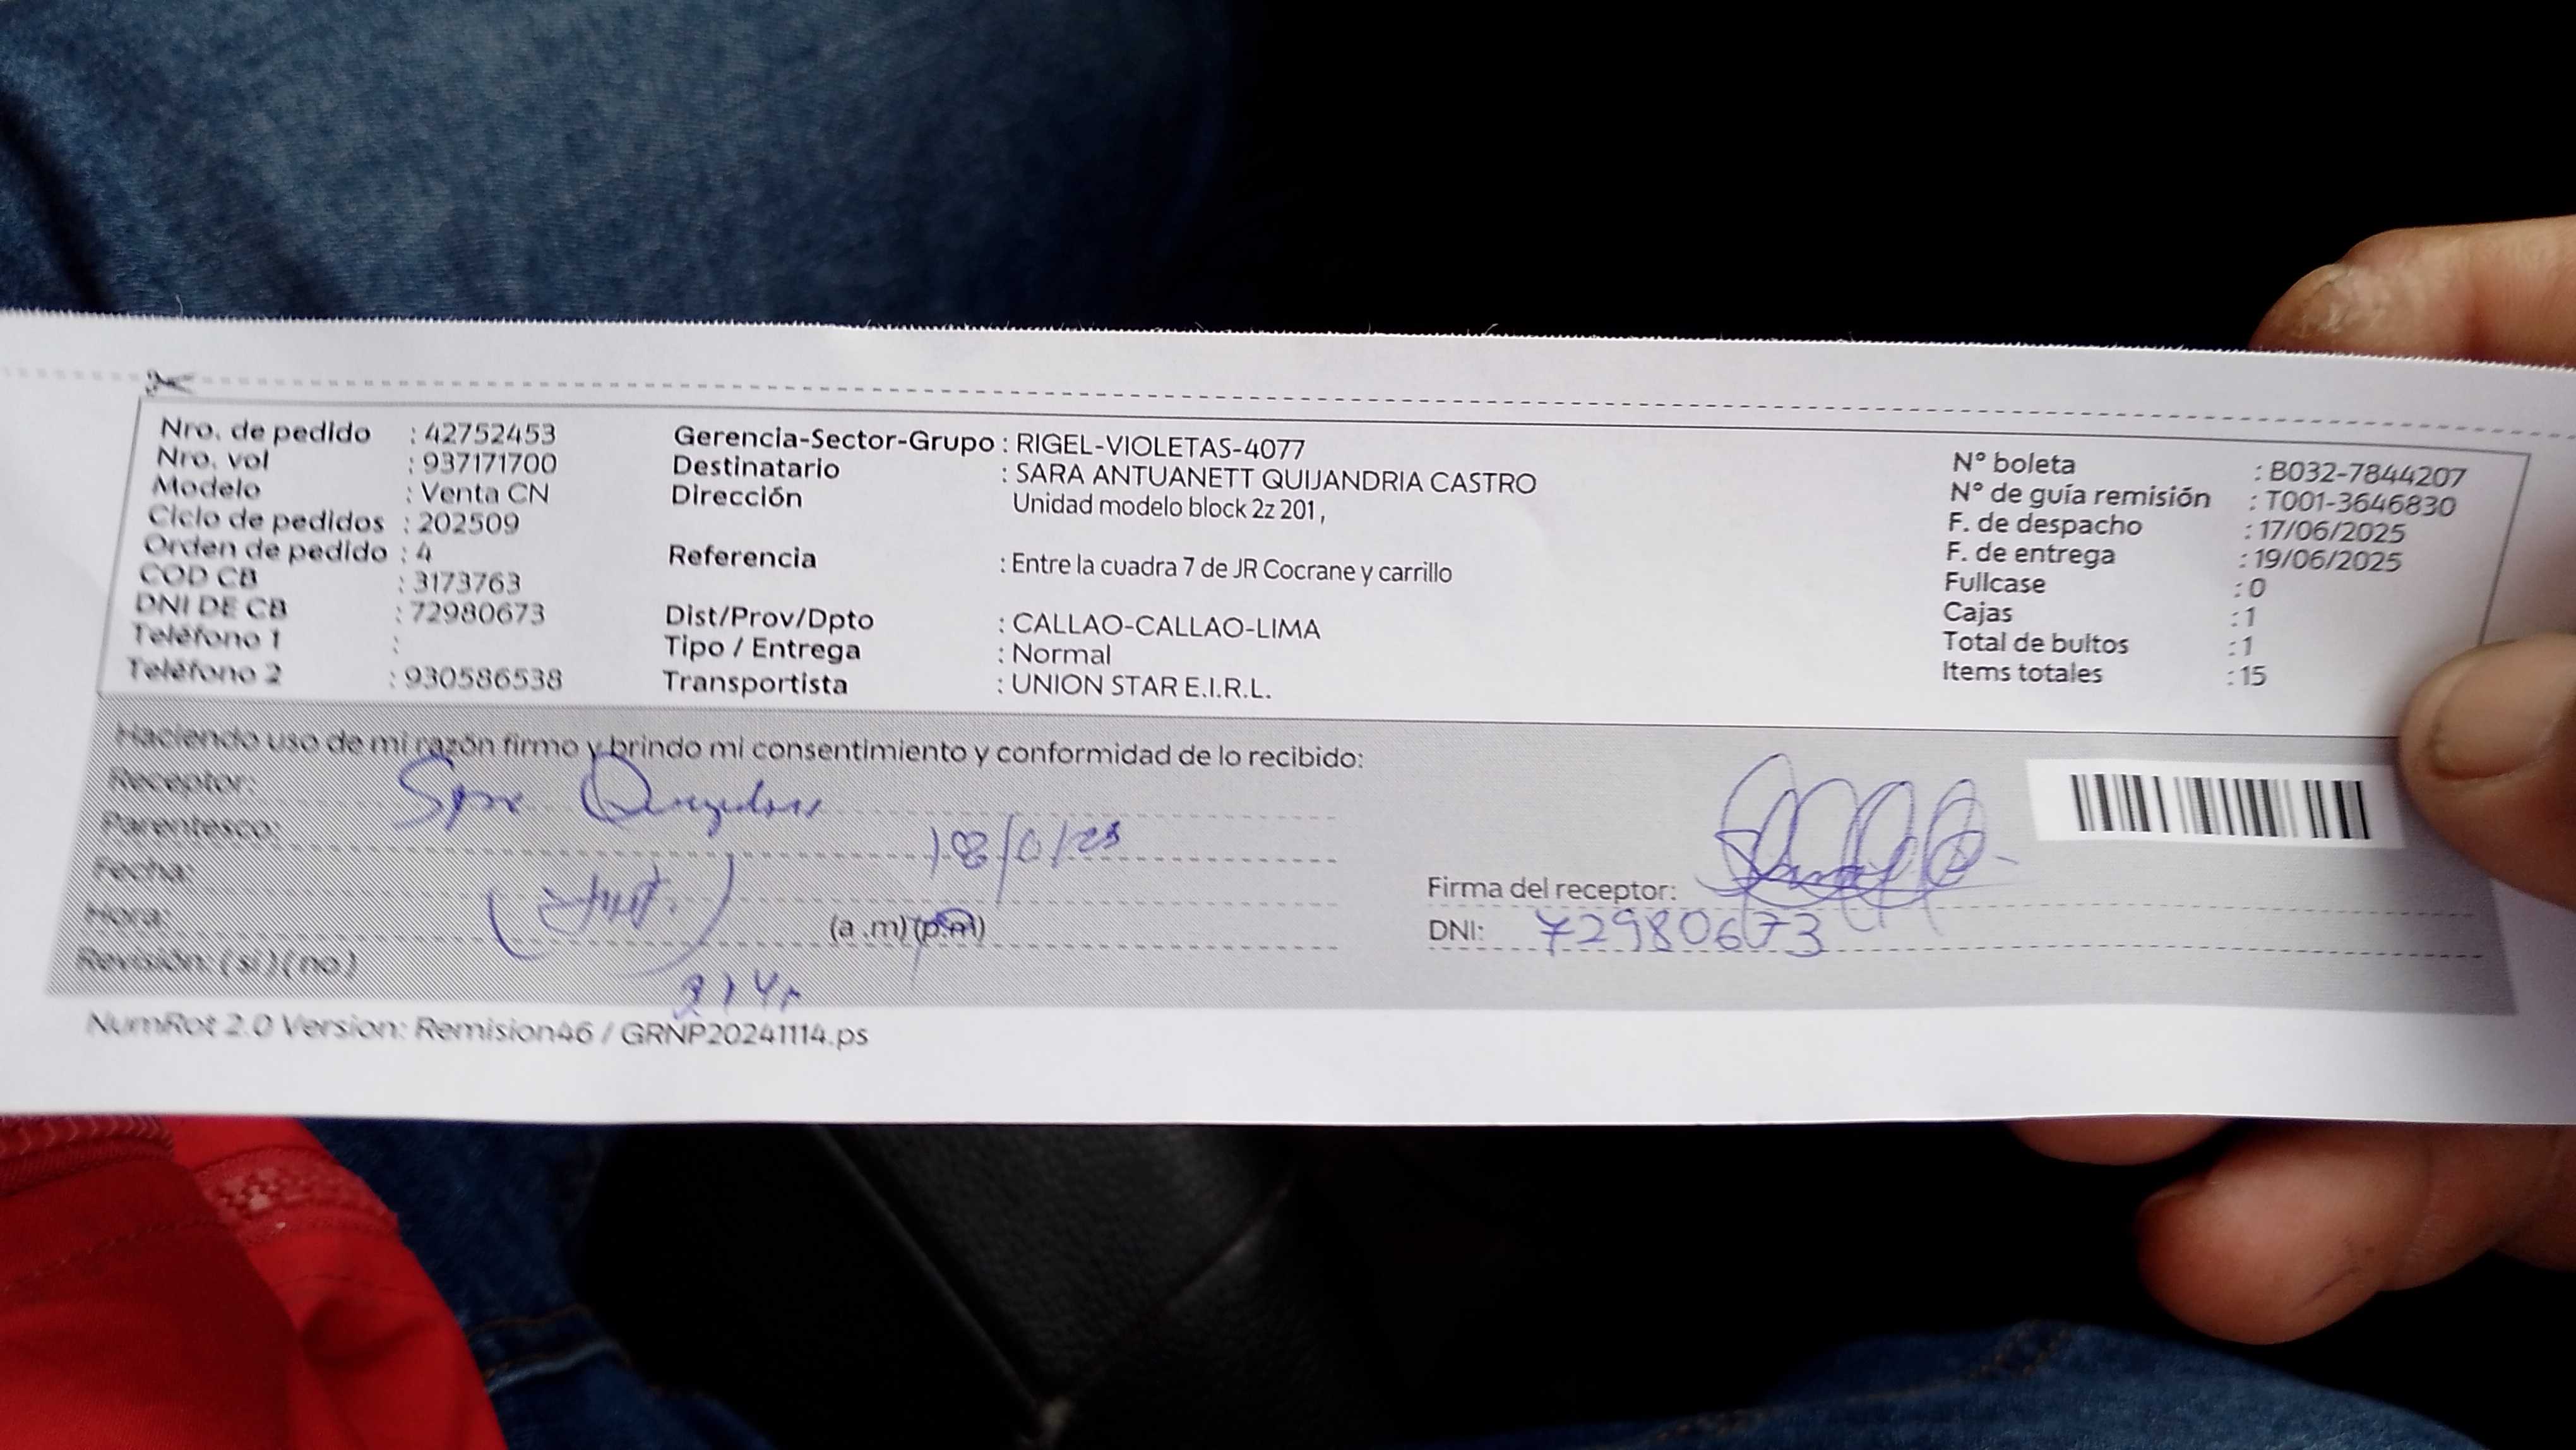 Nro. de pedido : 42752453
Nro. vol : 937171700
Modelo : Venta CN
Ciclo de pedidos : 202509
Orden de pedido : 4
COD CB : 3173763
DNI DE CB : 72980673
Teléfono 1 :
Teléfono 2 : 930586538
Gerencia-Sector-Grupo : RIGEL-VIOLETAS-4077
Destinatario : SARA ANTUANETT QUIJANDRIA CASTRO
Dirección Unidad modelo block 2z 201 ,
Referencia : Entre la cuadra 7 de JR Cocrane y carrillo
Dist/Prov/Dpto : CALLAO-CALLAO-LIMA
Tipo / Entrega : Normal
Transportista : UNION STAR E.I.R.L.
N° boleta : B032-7844207
N° de guía remisión : T001-3646830
F. de despacho : 17/06/2025
F. de entrega : 19/06/2025
Fullcase : 0
Cajas : 1
Total de bultos : 1
Items totales : 15
Haciendo uso de mi razón firmo y brindo mi consentimiento y conformidad de lo recibido:
Receptor:
Parentesco:
Fecha:
Hora: (a .m) (p.m)
Revisión: ( si ) ( no )
Firma del receptor:
DNI: 72980673
NumRot 2.0 Version: Remision46 / GRNP20241114.ps